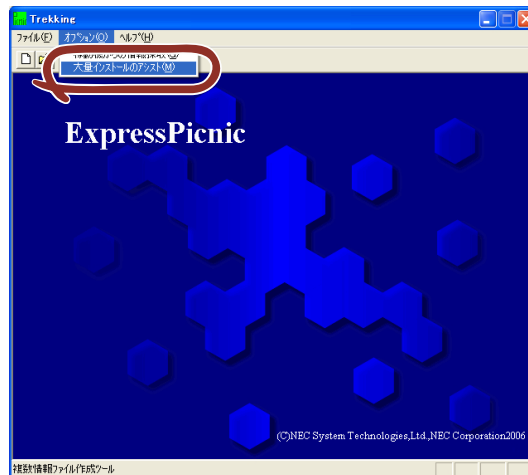 Trekking
ファイル(F) オプション(O) ヘルプ(H)
大量インストールのアシスト(M)
ExpressPicnic
(C)NEC System Technologies,Ltd.,NEC Corporation2006
複数情報ファイル作成ツール